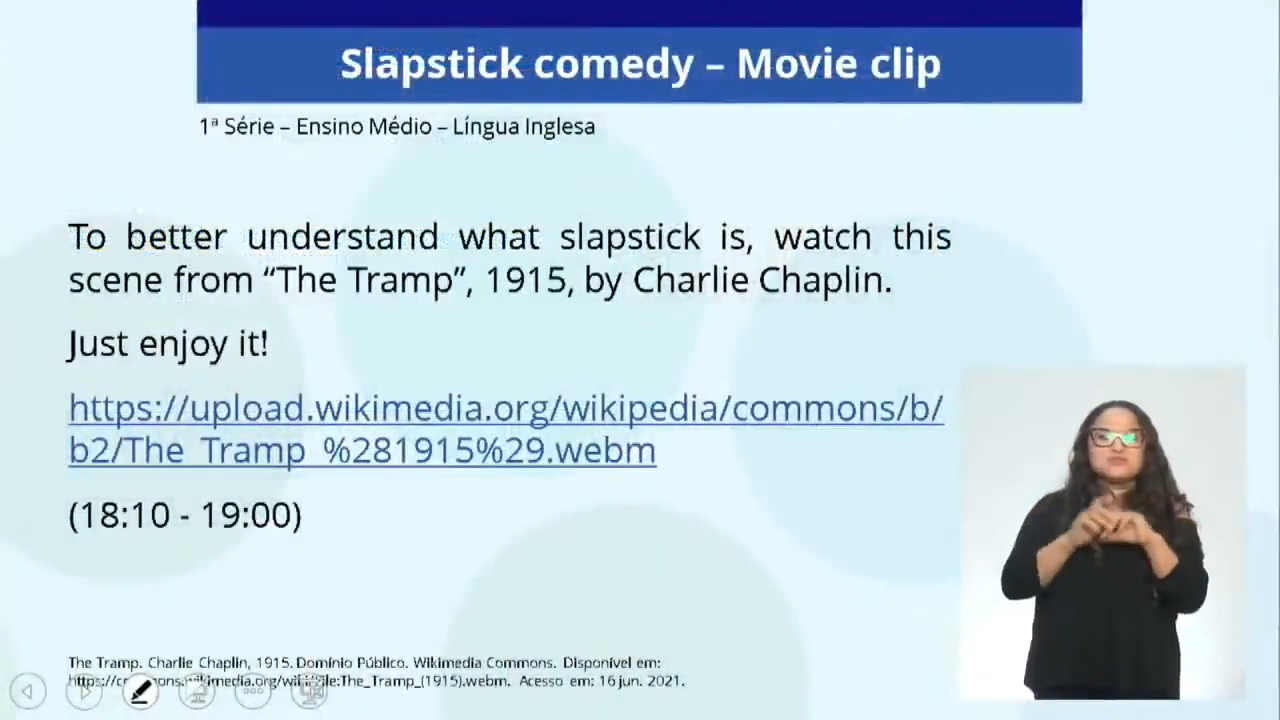 Slapstick comedy – Movie clip
1ª Série – Ensino Médio – Língua Inglesa
To better understand what slapstick is, watch this
scene from “The Tramp”, 1915, by Charlie Chaplin.
Just enjoy it!
https://upload.wikimedia.org/wikipedia/commons/b/
b2/The_Tramp_%281915%29.webm
(18:10 - 19:00)
The Tramp. Charlie Chaplin, 1915. Domínio Público. Wikimedia Commons. Disponível em:
Acesso em: 16 jun. 2021.